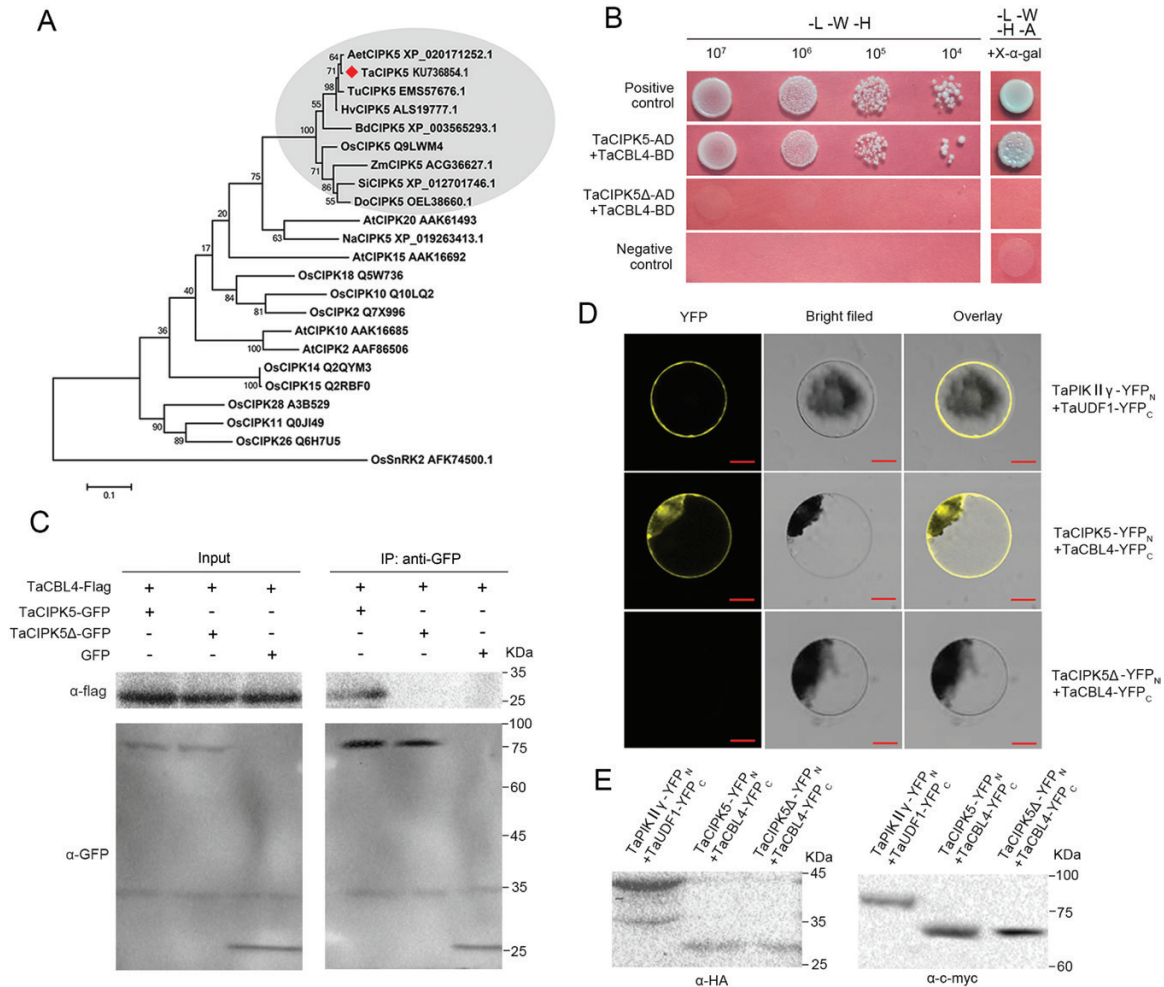 A
64
AetCIPK5 XP_020171252.1
71
TaCIPK5 KU736854.1
98
TuCIPK5 EMS57676.1
HvCIPK5 ALS19777.1
55
BdCIPK5 XP_003565293.1
100
OsCIPK5 Q9LWM4
71
ZmCIPK5 ACG36627.1
86
SiCIPK5 XP_012701746.1
55
DoCIPK5 OEL38660.1
75
AtCIPK20 AAK61493
63
NaCIPK5 XP_019263413.1
20
AtCIPK15 AAK16692
17
OsCIPK18 Q5W736
84
OsCIPK10 Q10LQ2
81
OsCIPK2 Q7X996
40
AtCIPK10 AAK16685
100
AtCIPK2 AAF86506
36
OsCIPK14 Q2QYM3
100
OsCIPK15 Q2RBF0
OsCIPK28 A3B529
90
OsCIPK11 Q0JI49
89
OsCIPK26 Q6H7U5
OsSnRK2 AFK74500.1
0.1
B
-L -W -H
-L -W
-H -A
10⁷ 10⁶ 10⁵ 10⁴ +X-α-gal
Positive
control
TaCIPK5-AD
+TaCBL4-BD
TaCIPK5Δ-AD
+TaCBL4-BD
Negative
control
C
Input IP: anti-GFP
TaCBL4-Flag + + + + + +
TaCIPK5-GFP + - - + - -
TaCIPK5Δ-GFP - + - - + -
GFP - - + - - + KDa
α-flag
35
25
α-GFP
100
75
60
45
35
25
D
YFP Bright filed Overlay
TaPIKⅡγ-YFPN
+TaUDF1-YFPC
TaCIPK5-YFPN
+TaCBL4-YFPC
TaCIPK5Δ-YFPN
+TaCBL4-YFPC
E
TaPIKⅡγ-YFPN
+TaUDF1-YFPC
TaCIPK5-YFPN
+TaCBL4-YFPC
TaCIPK5Δ-YFPN
+TaCBL4-YFPC
KDa
45
35
25
α-HA
TaPIKⅡγ-YFPN
+TaUDF1-YFPC
TaCIPK5-YFPN
+TaCBL4-YFPC
TaCIPK5Δ-YFPN
+TaCBL4-YFPC
KDa
100
75
60
α-c-myc